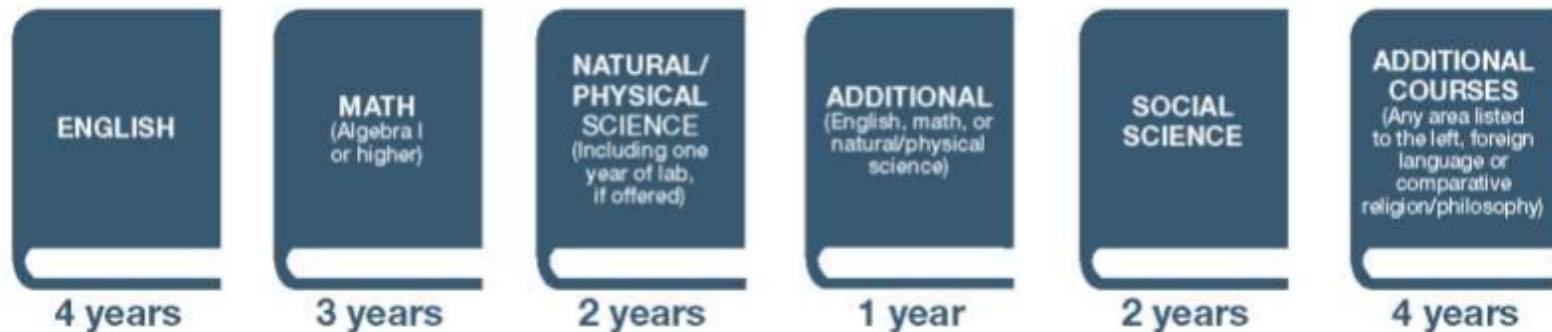 ENGLISH
4 years
MATH
(Algebra I
or higher)
3 years
NATURAL/
PHYSICAL
SCIENCE
(Including one
year of lab,
if offered)
2 years
ADDITIONAL
(English, math, or
natural/physical
science)
1 year
SOCIAL
SCIENCE
2 years
ADDITIONAL
COURSES
(Any area listed
to the left, foreign
language or
comparative
religion/philosophy)
4 years